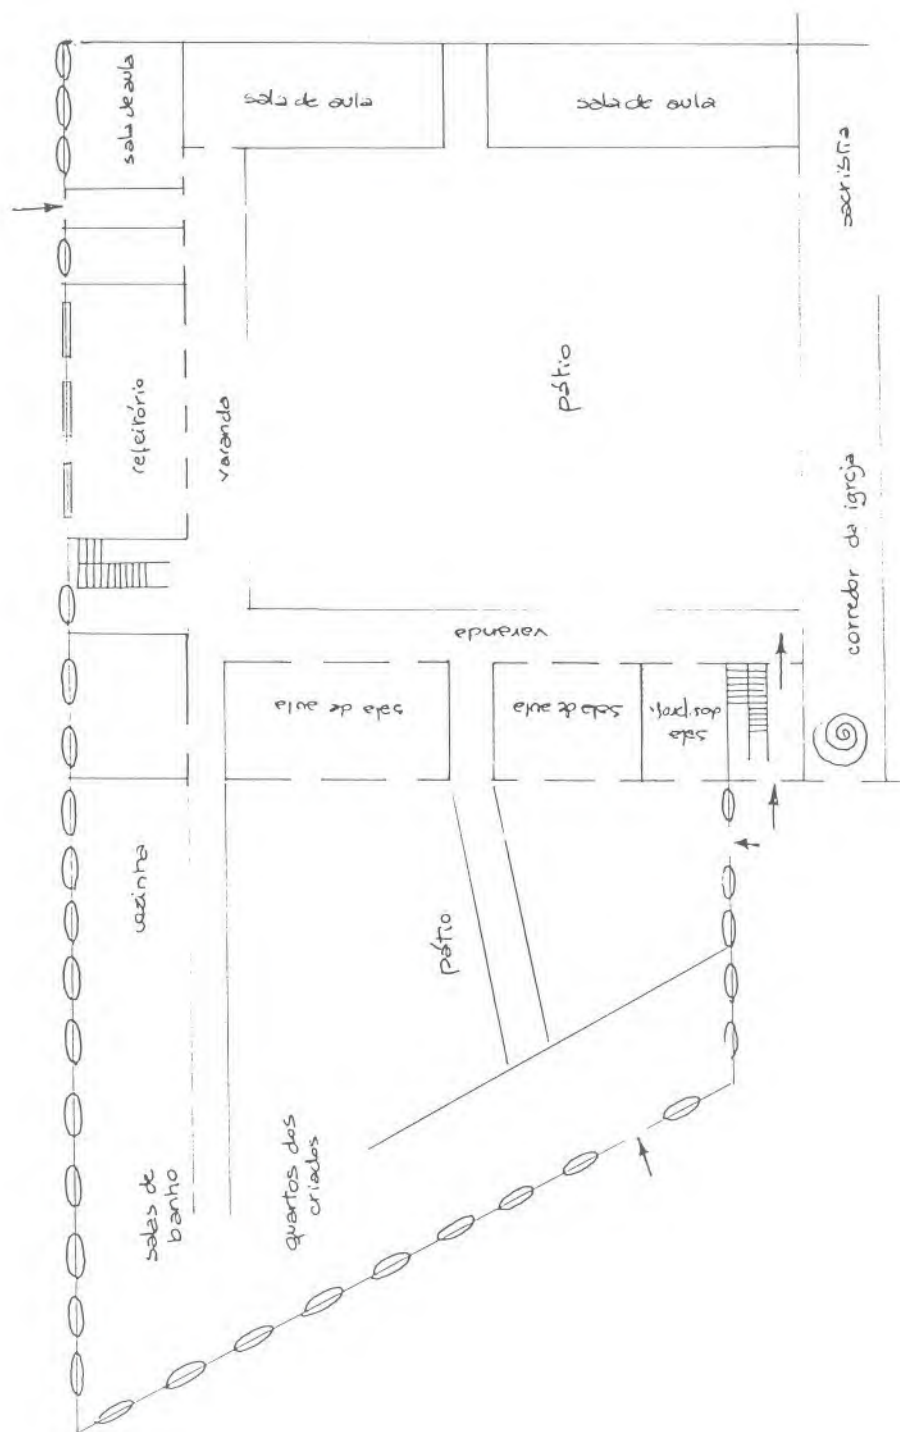 sala de aula
sala de aula
sala de aula
sacristia
refeitório
varanda
pátio
corredor da igreja
varanda
sala de aula
sala de aula
sala
dos prof.
cozinha
pátio
salas de
banho
quartos dos
criados